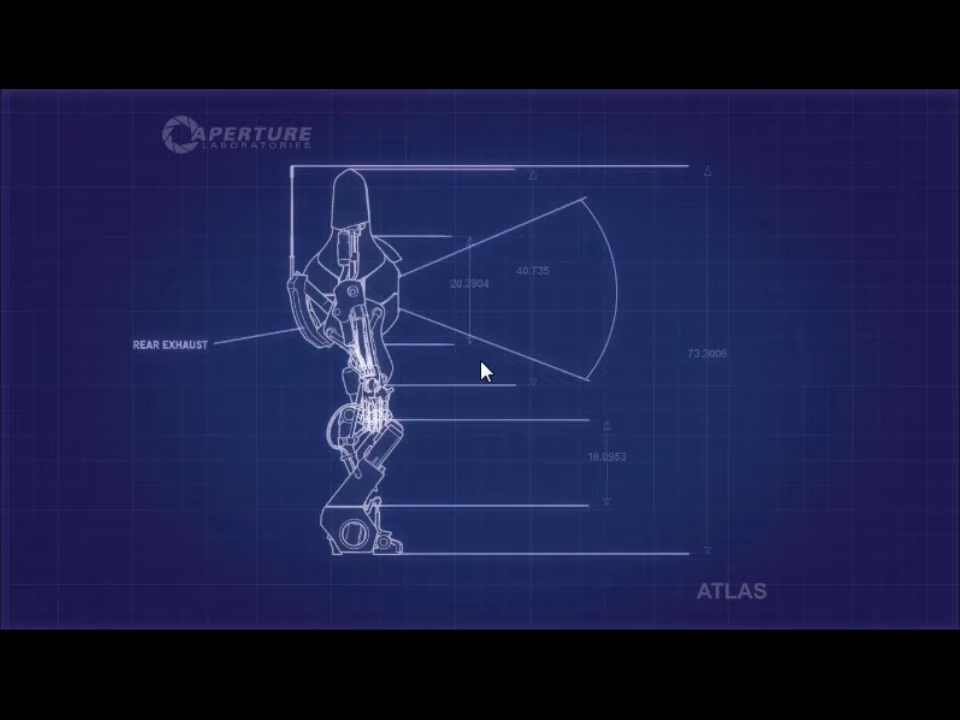 APERTURE
LABORATORIES
40.735
20.2904
REAR EXHAUST
73.2006
18.0953
ATLAS